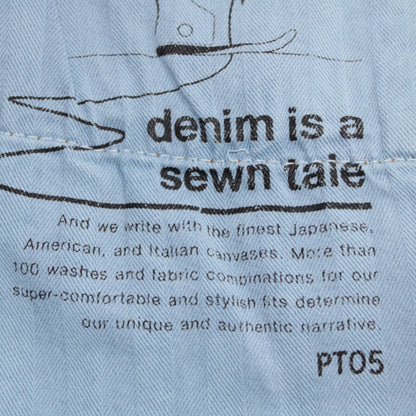 denim is a
sewn tale
And we write with the finest Japanese,
American, and Italian canvases. More than
100 washes and fabric combinations for our
super-comfortable and stylish fits determine
our unique and authentic narrative.
PT05